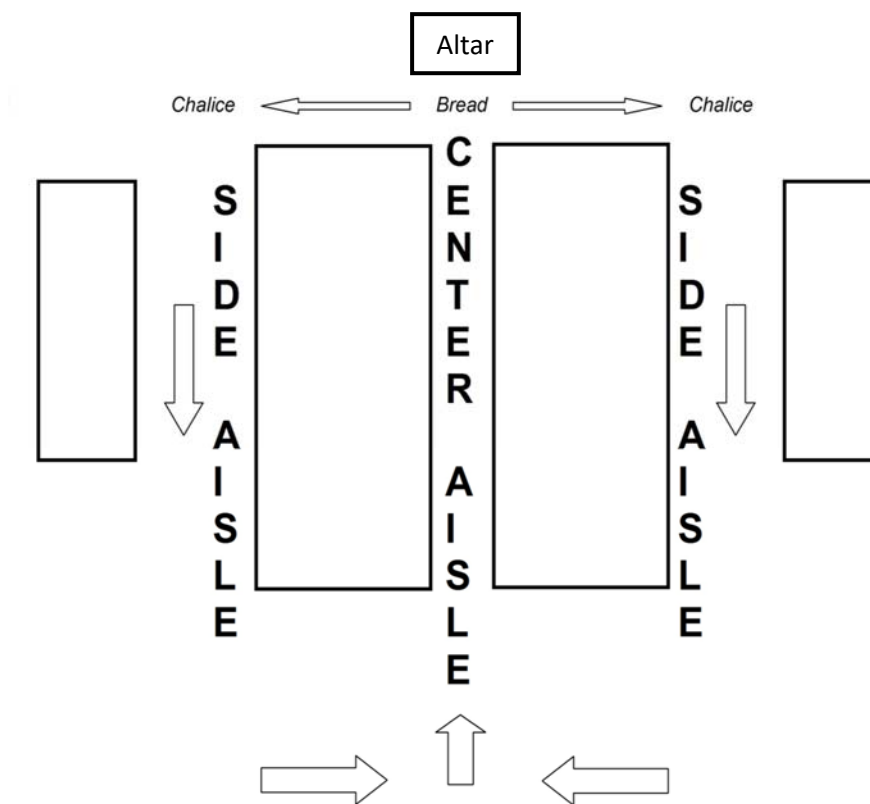 Altar
Chalice Bread Chalice
SIDE AISLE
CENTER AISLE
SIDE AISLE